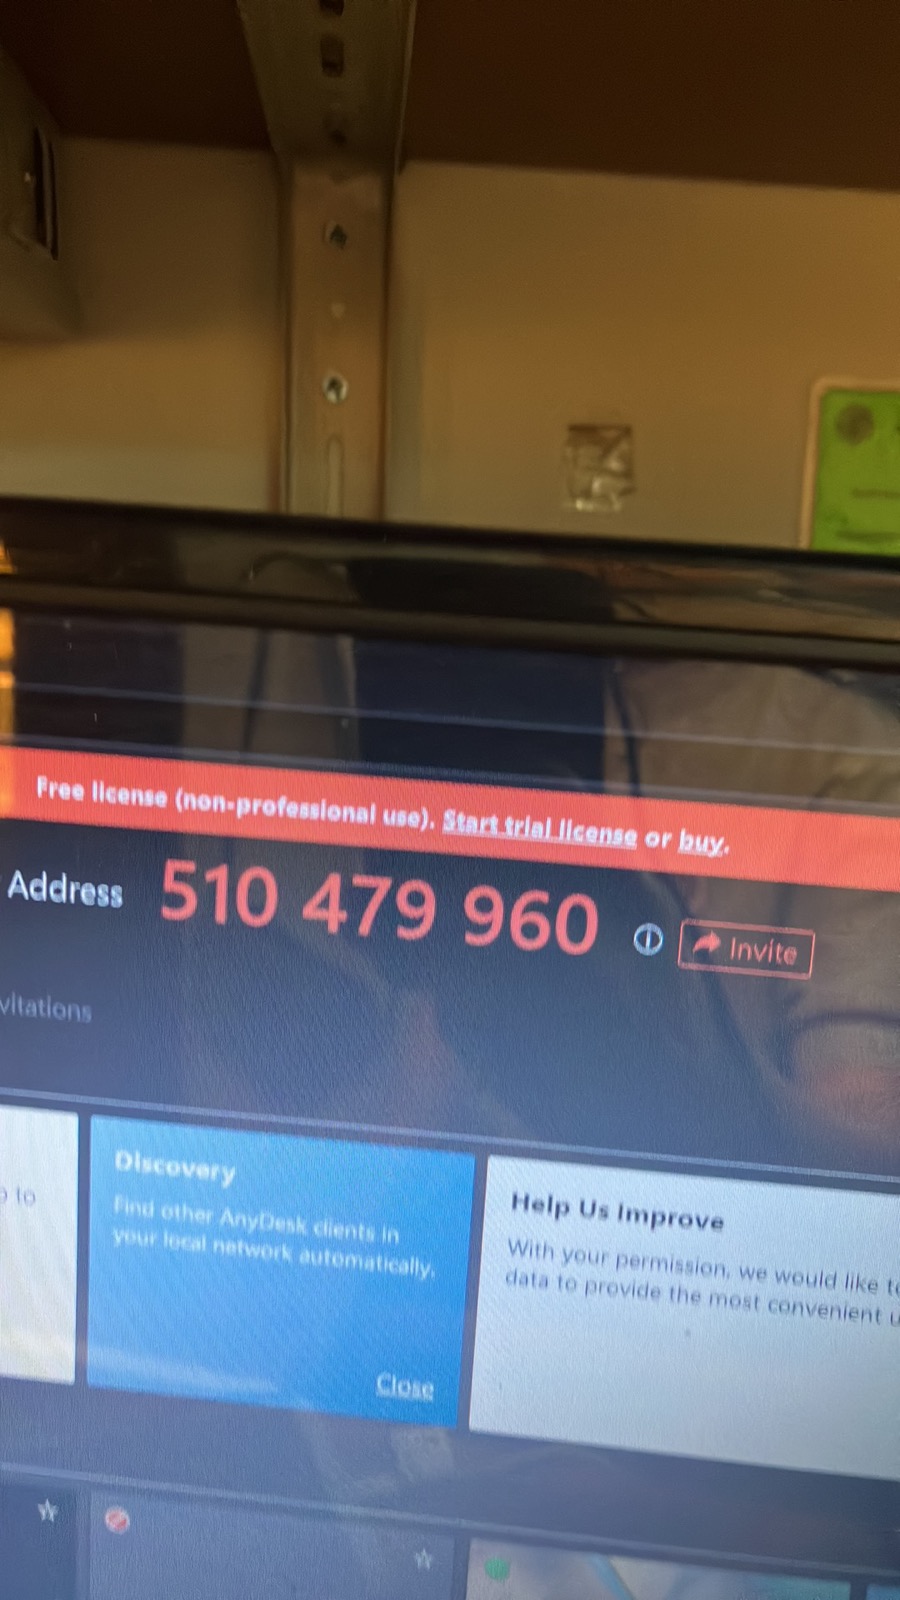 Free license (non-professional use). Start trial license or buy.
Address 510 479 960 Invite
vitations
to
Discovery
Find other AnyDesk clients in
your local network automatically.
Close
Help Us Improve
With your permission, we would like
data to provide the most convenient